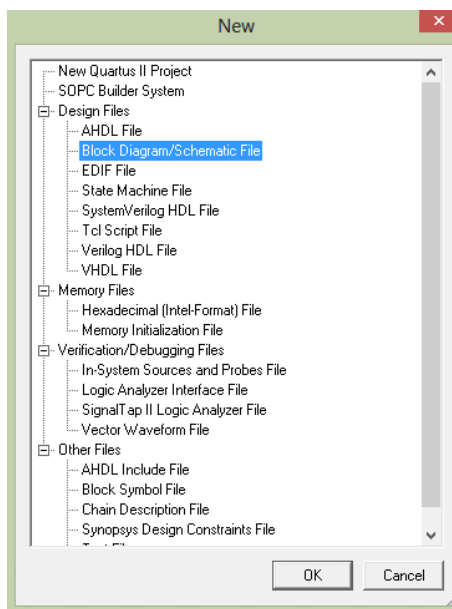 New
New Quartus II Project
SOPC Builder System
Design Files
AHDL File
Block Diagram/Schematic File
EDIF File
State Machine File
SystemVerilog HDL File
Tcl Script File
Verilog HDL File
VHDL File
Memory Files
Hexadecimal (Intel-Format) File
Memory Initialization File
Verification/Debugging Files
In-System Sources and Probes File
Logic Analyzer Interface File
SignalTap II Logic Analyzer File
Vector Waveform File
Other Files
AHDL Include File
Block Symbol File
Chain Description File
Synopsys Design Constraints File
OK Cancel